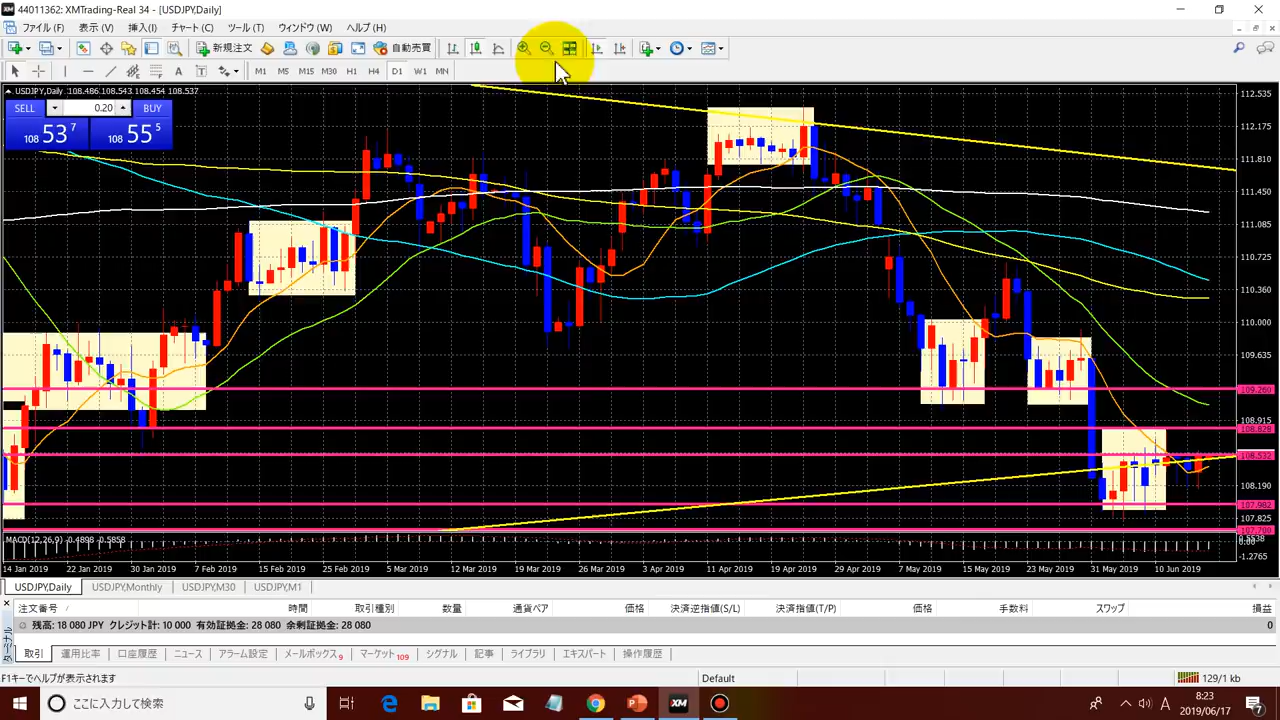 44011362: XMTrading-Real 34 - [USDJPY,Daily]
ファイル (F) 表示 (V) 挿入(I) チャート (C) ツール (T) ウィンドウ (W) ヘルプ (H)
新規注文 自動売買
A T M1 M5 M15 M30 H1 H4 D1 W1 MN
USDJPY,Daily 108.486 108.543 108.454 108.537
SELL 0.20 BUY
108 53 7 108 55 5
112.535
112.175
111.810
111.450
111.085
110.725
110.360
110.000
109.635
109.260
108.915
108.828
108.532
108.190
107.982
107.825
MACD(12,26,9) -0.4898 -0.5858
0.00
-1.2765
14 Jan 2019 22 Jan 2019 30 Jan 2019 7 Feb 2019 15 Feb 2019 25 Feb 2019 5 Mar 2019 12 Mar 2019 19 Mar 2019 26 Mar 2019 3 Apr 2019 11 Apr 2019 19 Apr 2019 29 Apr 2019 7 May 2019 15 May 2019 23 May 2019 31 May 2019 10 Jun 2019
USDJPY,Daily USDJPY,Monthly USDJPY,M30 USDJPY,M1
注文番号 時間 取引種別 数量 通貨ペア 価格 決済逆指値(S/L) 決済指値(T/P) 価格 手数料 スワップ 損益
残高: 18 080 JPY クレジット計: 10 000 有効証拠金: 28 080 余剰証拠金: 28 080 0
ターミナル
取引 運用比率 口座履歴 ニュース アラーム設定 メールボックス 9 マーケット 109 シグナル 記事 ライブラリ エキスパート 操作履歴
F1キーでヘルプが表示されます Default 129/1 kb
ここに入力して検索 XM A 8:23
2019/06/17